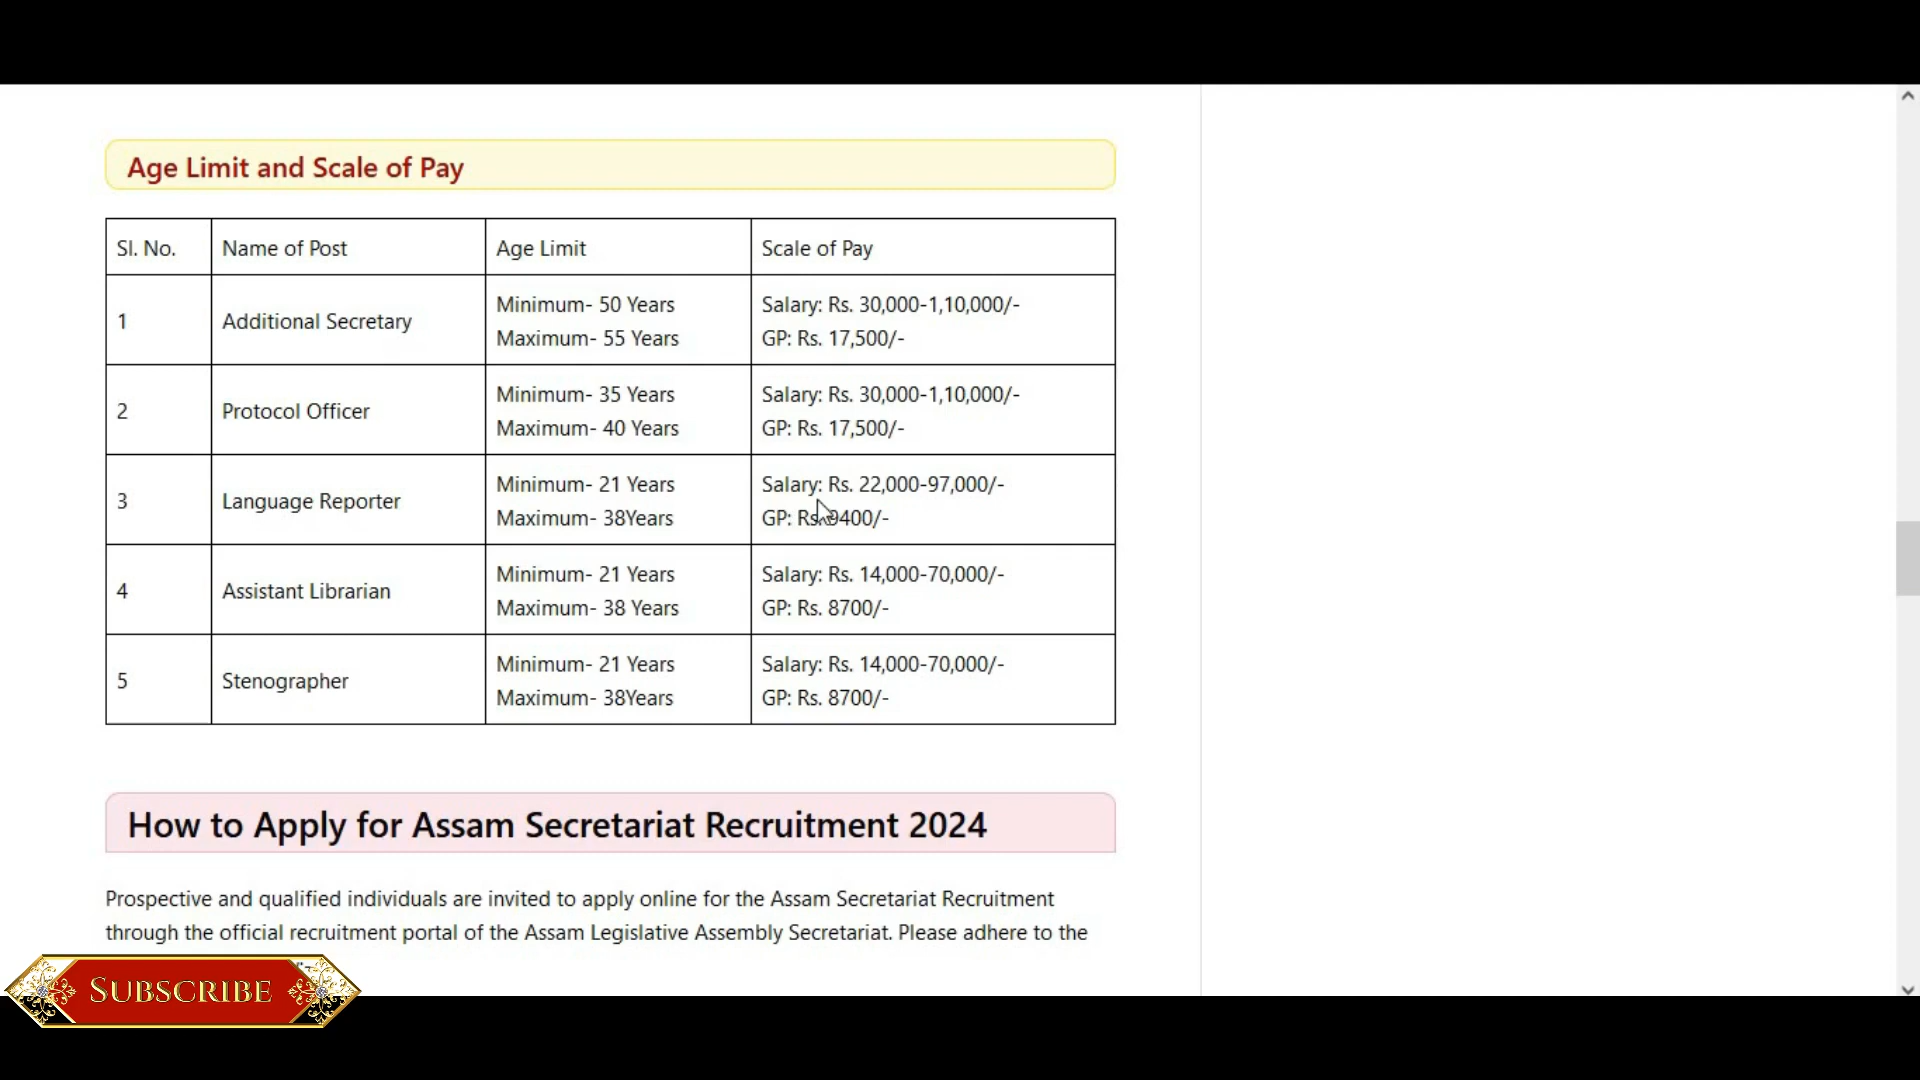 Age Limit and Scale of Pay
Sl. No. Name of Post Age Limit Scale of Pay
1 Additional Secretary Minimum- 50 Years Salary: Rs. 30,000-1,10,000/-
Maximum- 55 Years GP: Rs. 17,500/-
2 Protocol Officer Minimum- 35 Years Salary: Rs. 30,000-1,10,000/-
Maximum- 40 Years GP: Rs. 17,500/-
3 Language Reporter Minimum- 21 Years Salary: Rs. 22,000-97,000/-
Maximum- 38Years GP: Rs. 9400/-
4 Assistant Librarian Minimum- 21 Years Salary: Rs. 14,000-70,000/-
Maximum- 38 Years GP: Rs. 8700/-
5 Stenographer Minimum- 21 Years Salary: Rs. 14,000-70,000/-
Maximum- 38Years GP: Rs. 8700/-
How to Apply for Assam Secretariat Recruitment 2024
Prospective and qualified individuals are invited to apply online for the Assam Secretariat Recruitment
through the official recruitment portal of the Assam Legislative Assembly Secretariat. Please adhere to the
SUBSCRIBE